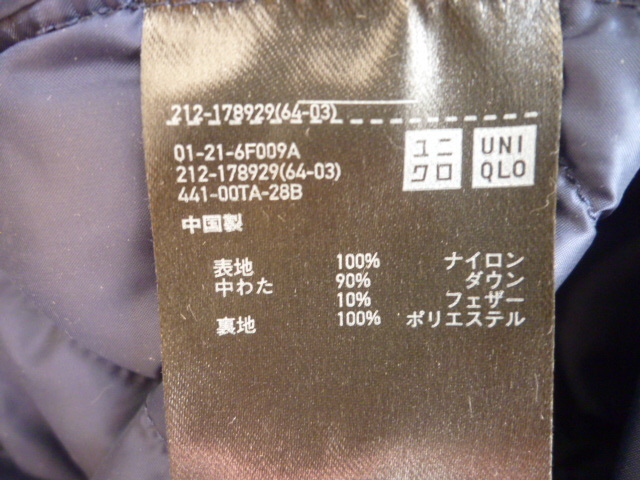 212-178929(64-03)
01-21-6F009A
212-178929(64-03)
441-00TA-28B
ユニ
クロ
UNI
QLO
中国製
表地 100% ナイロン
中わた 90% ダウン
10% フェザー
裏地 100% ポリエステル